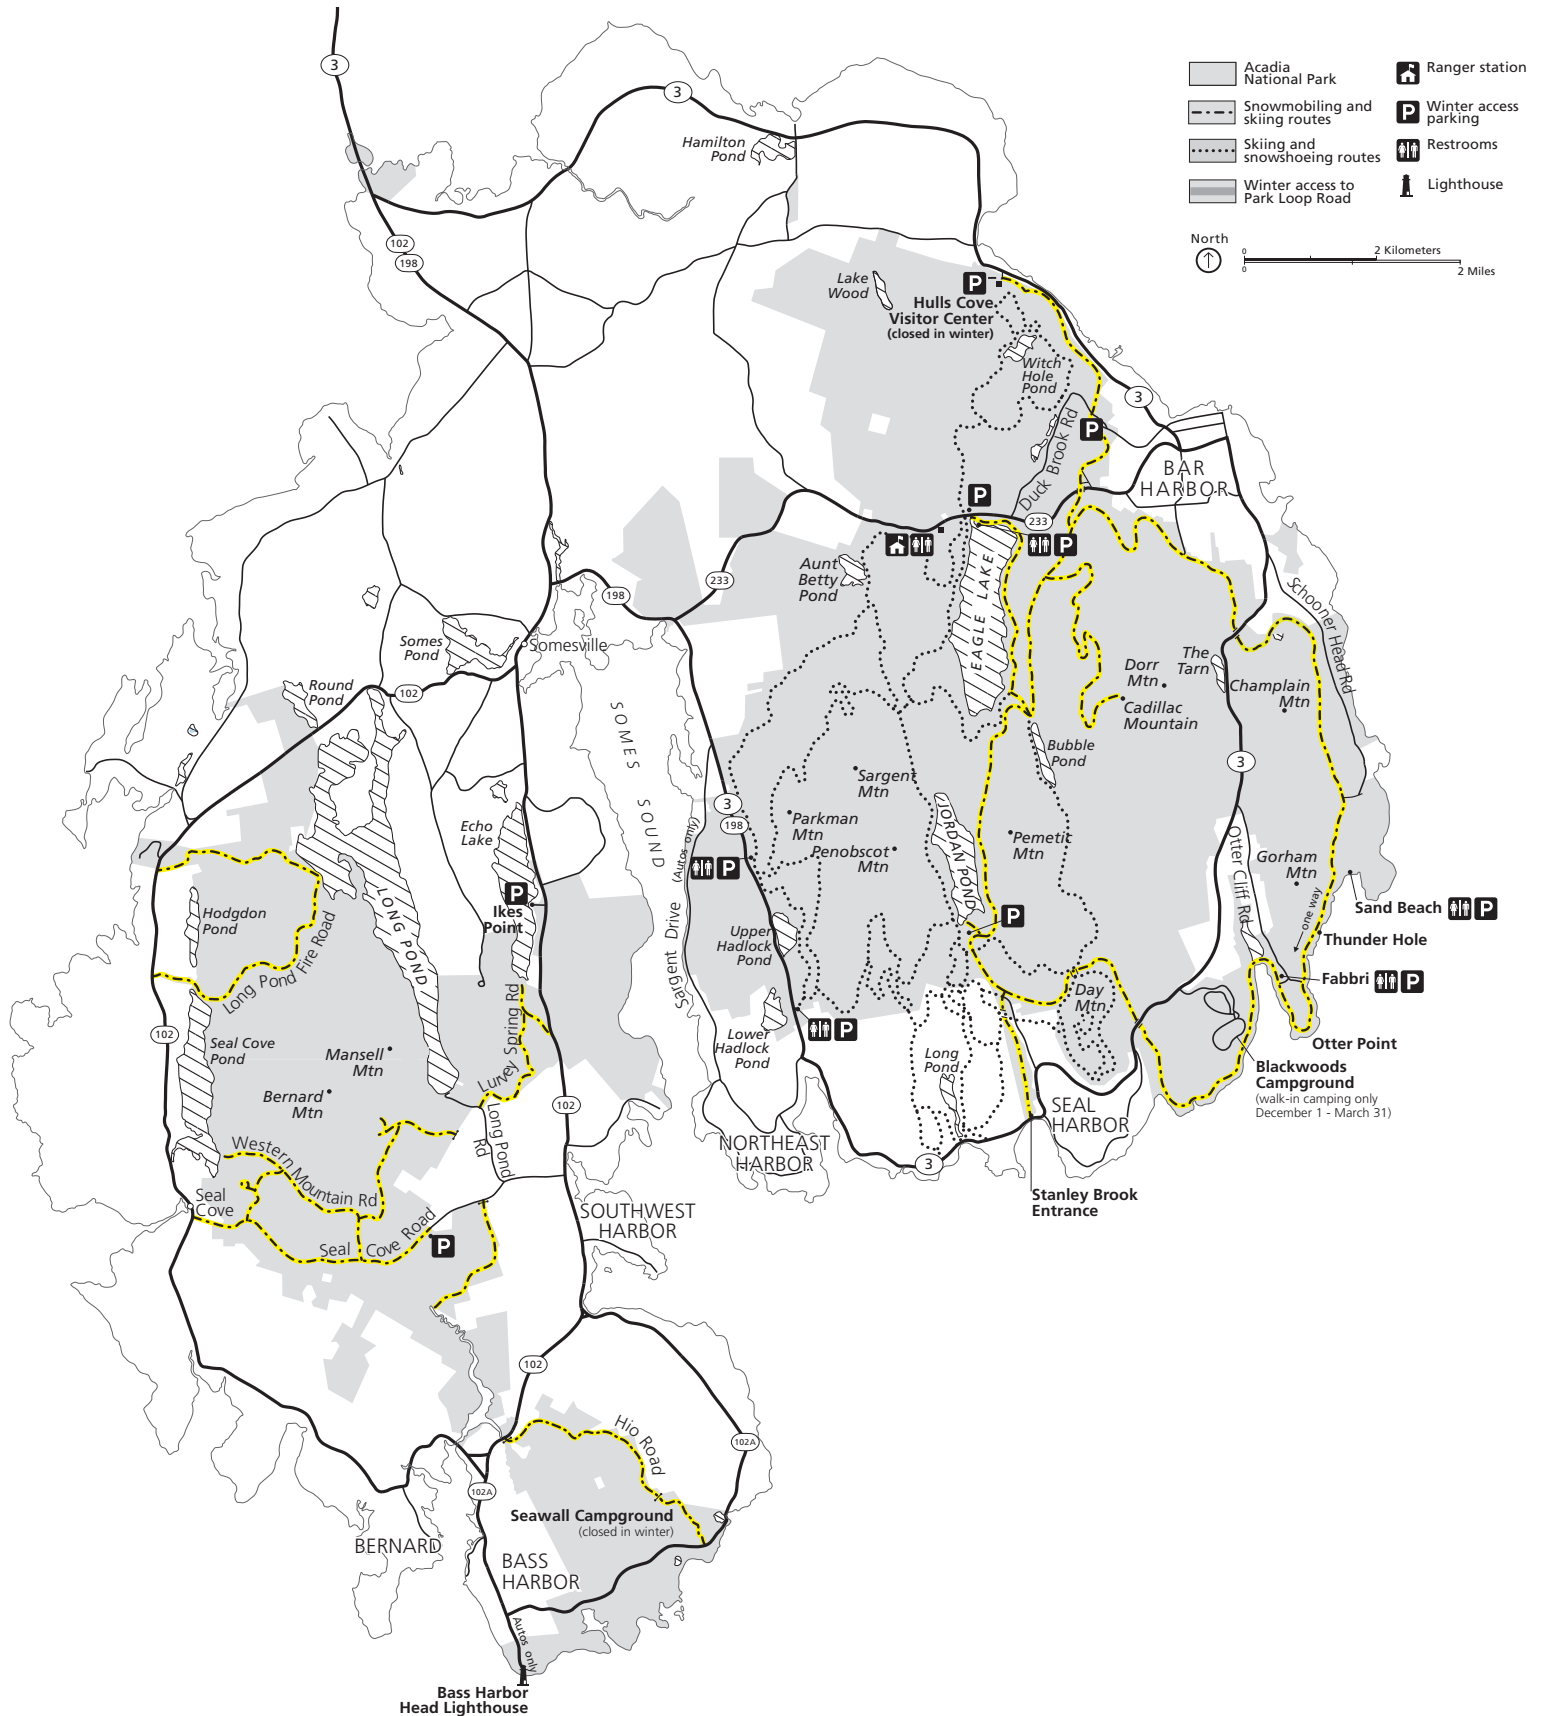 3
3
Hamilton
Pond
102
198
Acadia
National Park
Snowmobiling and
skiing routes
Skiing and
snowshoeing routes
Winter access to
Park Loop Road
Ranger station
P
Winter access
parking
Restrooms
Lighthouse
North
0
2 Kilometers
0
2 Miles
Lake
Wood
P
Hulls Cove
Visitor Center
(closed in winter)
Witch
Hole
Pond
3
P
Duck Brook Rd
BAR
HARBOR
P
233
P
Aunt
Betty
Pond
EAGLE LAKE
233
198
Somes
Pond
Somesville
Schooner Head Rd
The
Tarn
Dorr
Mtn
Champlain
Mtn
Cadillac
Mountain
Round
Pond
102
SOMES
SOUND
Bubble
Pond
3
Sargent
Mtn
3
198
Parkman
Mtn
Penobscot
Mtn
JORDAN POND
Pemetic
Mtn
Echo
Lake
P
Ikes
Point
LONG POND
Sargent Drive (Autos only)
P
Otter Cliff Rd
Gorham
Mtn
one way
Sand Beach
P
Thunder Hole
Fabbri
P
Otter Point
P
Hodgdon
Pond
Long Pond Fire Road
Upper
Hadlock
Pond
Day
Mtn
Lurvey Spring Rd
102
Seal Cove
Pond
Mansell
Mtn
Bernard
Mtn
P
Lower
Hadlock
Pond
Long
Pond
Blackwoods
Campground
(walk-in camping only
December 1 - March 31)
102
Long Pond
Rd
SEAL
HARBOR
NORTHEAST
HARBOR
3
Stanley Brook
Entrance
Western Mountain Rd
Seal
Cove
Seal Cove Road
P
SOUTHWEST
HARBOR
102
Hio Road
102A
102A
Seawall Campground
(closed in winter)
BERNARD
BASS
HARBOR
Autos only
Bass Harbor
Head Lighthouse